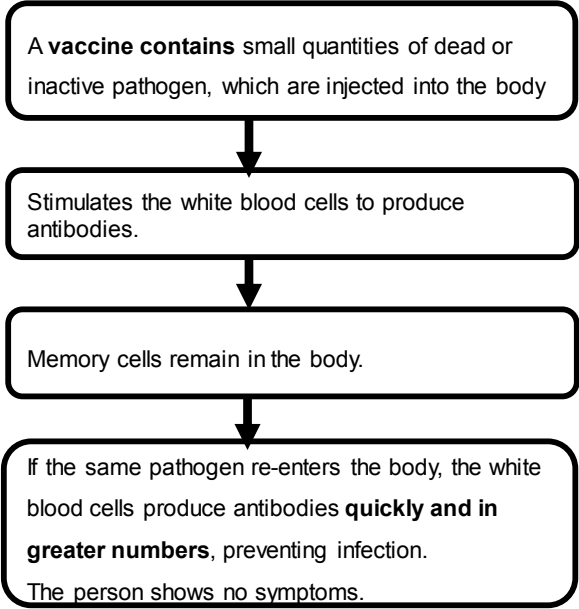 A vaccine contains small quantities of dead or
inactive pathogen, which are injected into the body
Stimulates the white blood cells to produce
antibodies.
Memory cells remain in the body.
If the same pathogen re-enters the body, the white
blood cells produce antibodies quickly and in
greater numbers, preventing infection.
The person shows no symptoms.